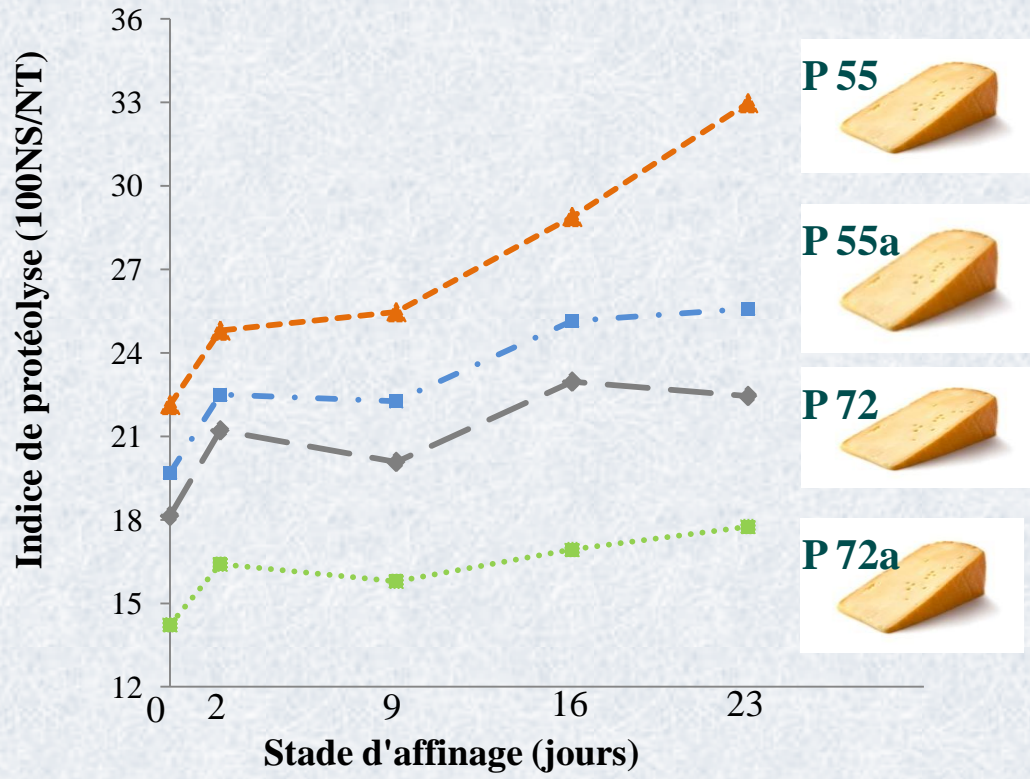 Indice de protéolyse (100NS/NT)
36
33
30
27
24
21
18
15
12
0
2
9
16
23
Stade d'affinage (jours)
P 55
P 55a
P 72
P 72a